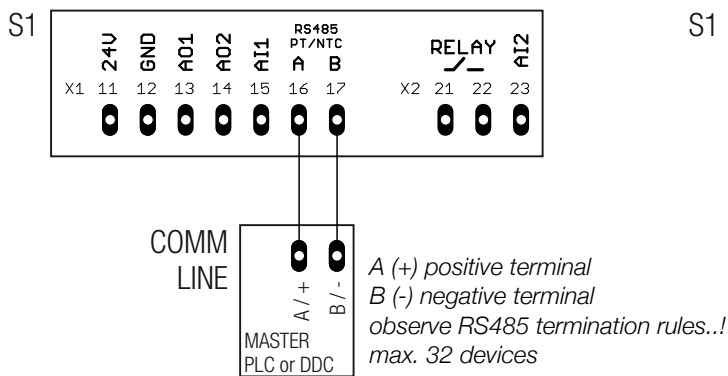 S1
S1
RS485
PT/NTC
24V GND AO1 AO2 AI1 A B RELAY AI2
X1 11 12 13 14 15 16 17 X2 21 22 23
COMM
LINE
A / +
B / -
MASTER
PLC or DDC
A (+) positive terminal
B (-) negative terminal
observe RS485 termination rules..!
max. 32 devices